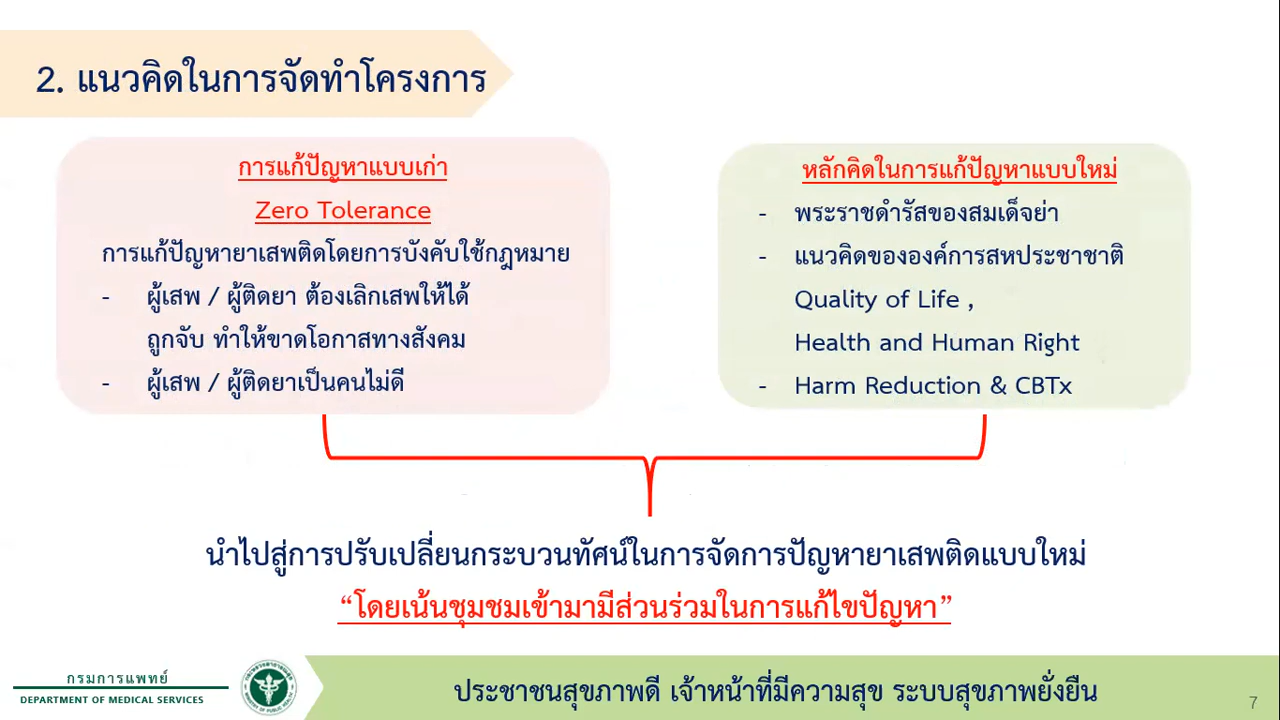 2. แนวคิดในการจัดทำโครงการ
การแก้ปัญหาแบบเก่า
Zero Tolerance
การแก้ปัญหายาเสพติดโดยการบังคับใช้กฎหมาย
- ผู้เสพ / ผู้ติดยา ต้องเลิกเสพให้ได้
ถูกจับ ทำให้ขาดโอกาสทางสังคม
- ผู้เสพ / ผู้ติดยาเป็นคนไม่ดี
หลักคิดในการแก้ปัญหาแบบใหม่
- พระราชดำรัสของสมเด็จย่า
- แนวคิดขององค์การสหประชาชาติ
Quality of Life ,
Health and Human Right
- Harm Reduction & CBTx
นำไปสู่การปรับเปลี่ยนกระบวนทัศน์ในการจัดการปัญหายาเสพติดแบบใหม่
“โดยเน้นชุมชมเข้ามามีส่วนร่วมในการแก้ไขปัญหา”
กรมการแพทย์
DEPARTMENT OF MEDICAL SERVICES
ประชาชนสุขภาพดี เจ้าหน้าที่มีความสุข ระบบสุขภาพยั่งยืน
7